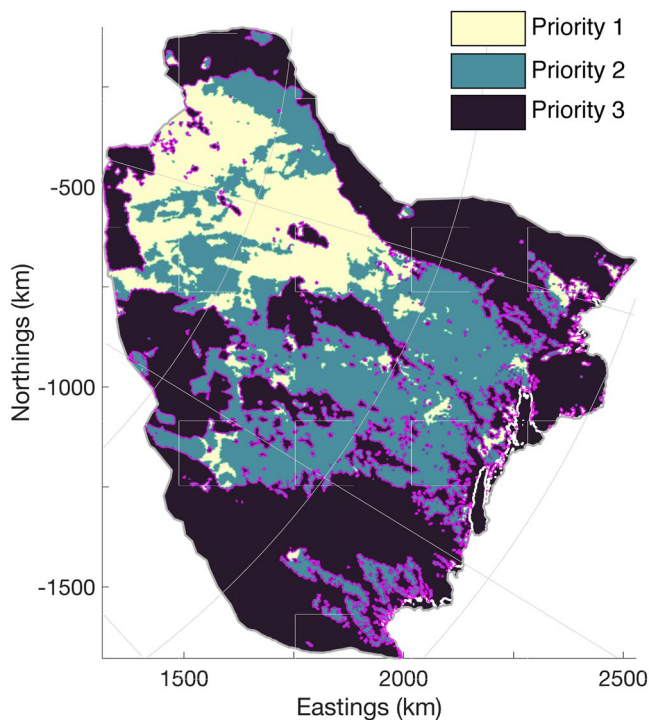 Priority 1
Priority 2
Priority 3
-500
-1000
-1500
Northings (km)
1500
2000
2500
Eastings (km)